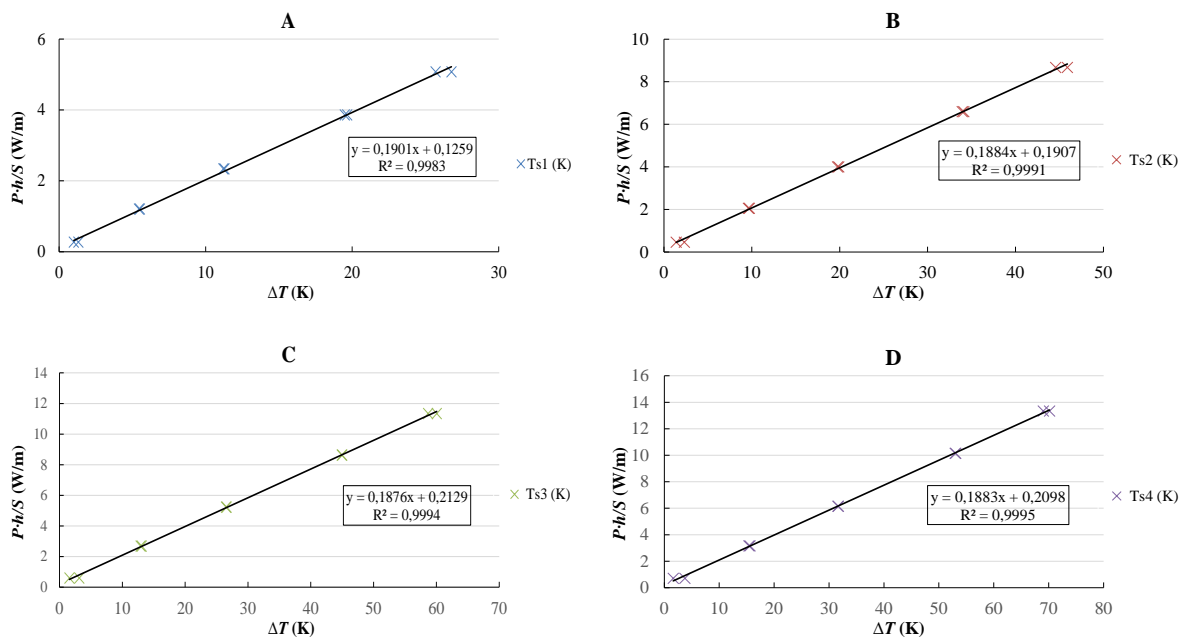 A
6
4
2
0
0
10
20
30
P·h/S (W/m)
ΔT (K)
y = 0,1901x + 0,1259
R² = 0,9983
Ts1 (K)
B
10
8
6
4
2
0
0
10
20
30
40
50
P·h/S (W/m)
ΔT (K)
y = 0,1884x + 0,1907
R² = 0,9991
Ts2 (K)
C
14
12
10
8
6
4
2
0
0
10
20
30
40
50
60
70
P·h/S (W/m)
ΔT (K)
y = 0,1876x + 0,2129
R² = 0,9994
Ts3 (K)
D
16
14
12
10
8
6
4
2
0
0
10
20
30
40
50
60
70
80
P·h/S (W/m)
ΔT (K)
y = 0,1883x + 0,2098
R² = 0,9995
Ts4 (K)